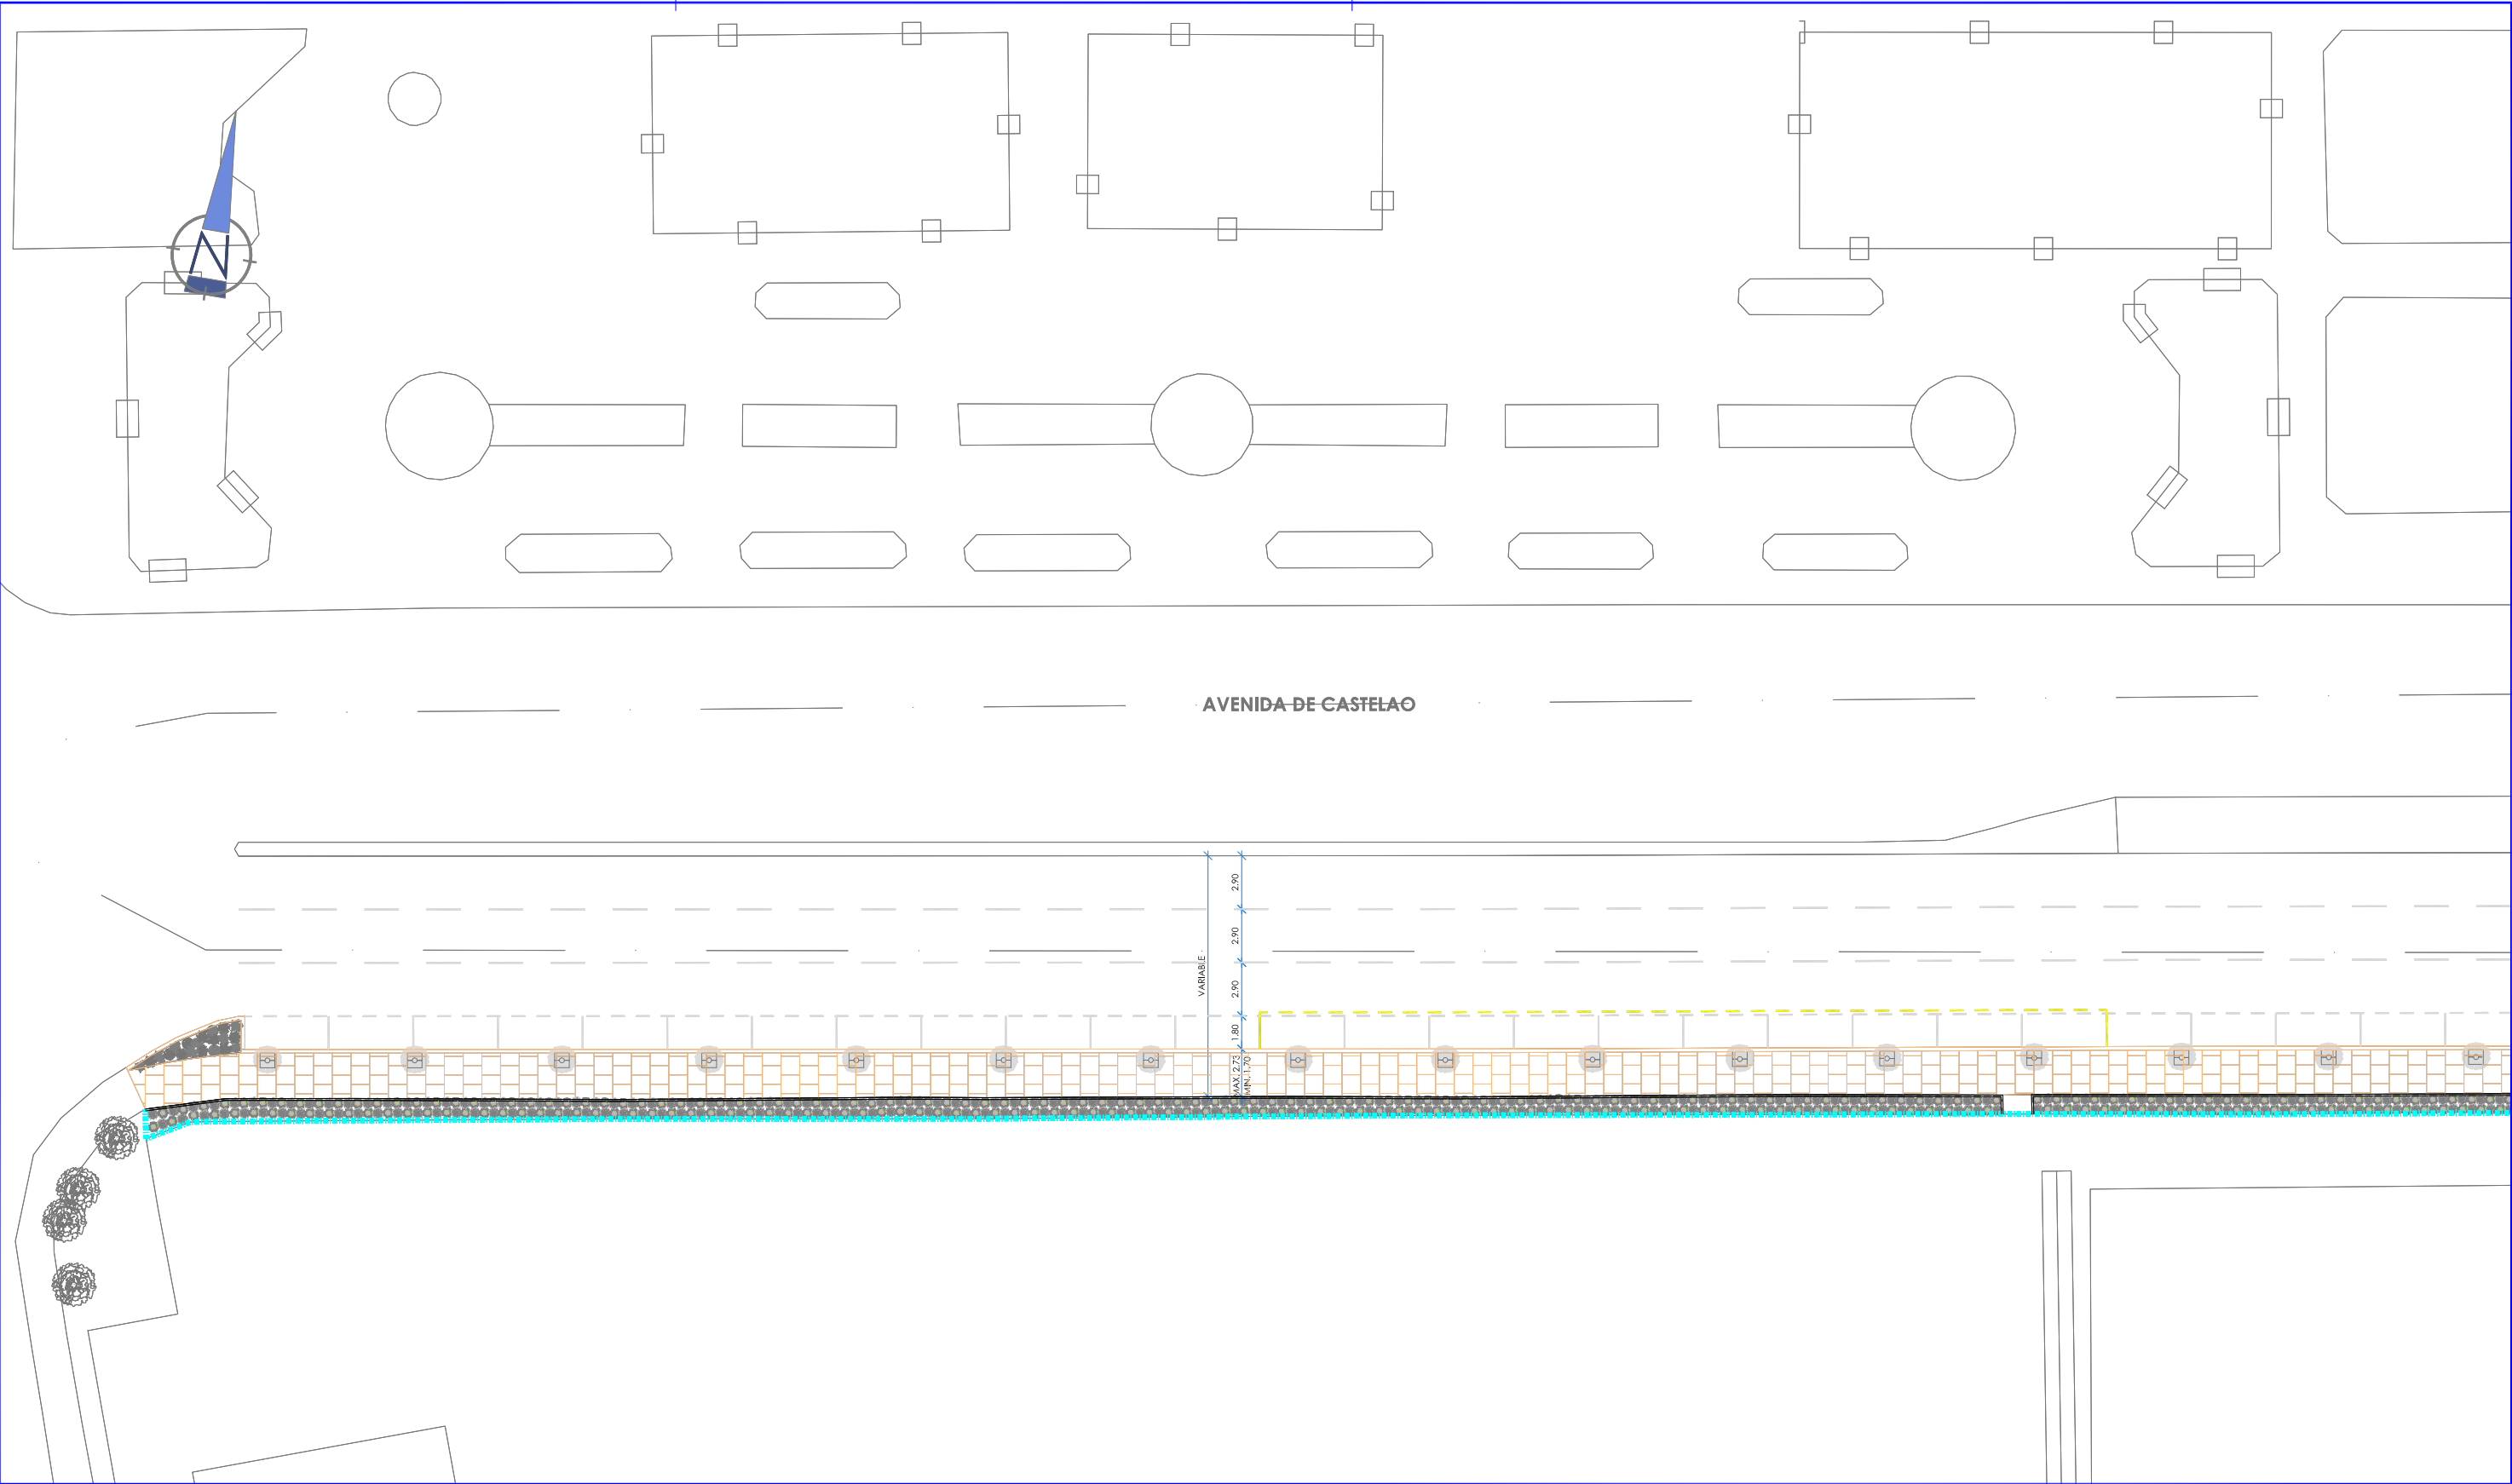 N
AVENIDA DE CASTELAO
2.90
2.90
VARIABLE
2.90
1.80
MAX. 2.73
MIN. 1.70